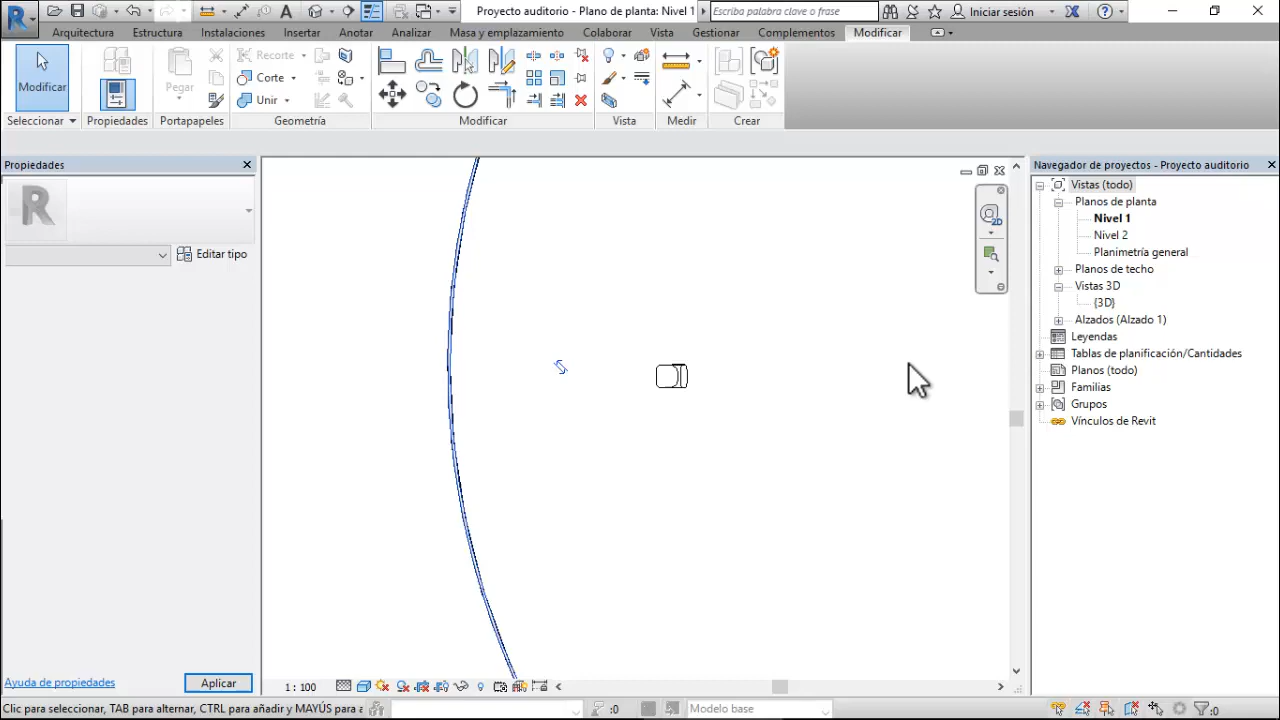 Proyecto auditorio - Plano de planta: Nivel 1
Escriba palabra clave o frase
Iniciar sesión
Arquitectura Estructura Instalaciones Insertar Anotar Analizar Masa y emplazamiento Colaborar Vista Gestionar Complementos Modificar
Modificar
Pegar
Recorte
Corte
Unir
Seleccionar Propiedades Portapapeles Geometría Modificar Vista Medir Crear
Propiedades
Editar tipo
2D
Navegador de proyectos - Proyecto auditorio
Vistas (todo)
Planos de planta
Nivel 1
Nivel 2
Planimetría general
Planos de techo
Vistas 3D
{3D}
Alzados (Alzado 1)
Leyendas
Tablas de planificación/Cantidades
Planos (todo)
Familias
Grupos
Vínculos de Revit
Ayuda de propiedades
Aplicar
1 : 100
Clic para seleccionar, TAB para alternar, CTRL para añadir y MAYÚS para a
:0
Modelo base
:0